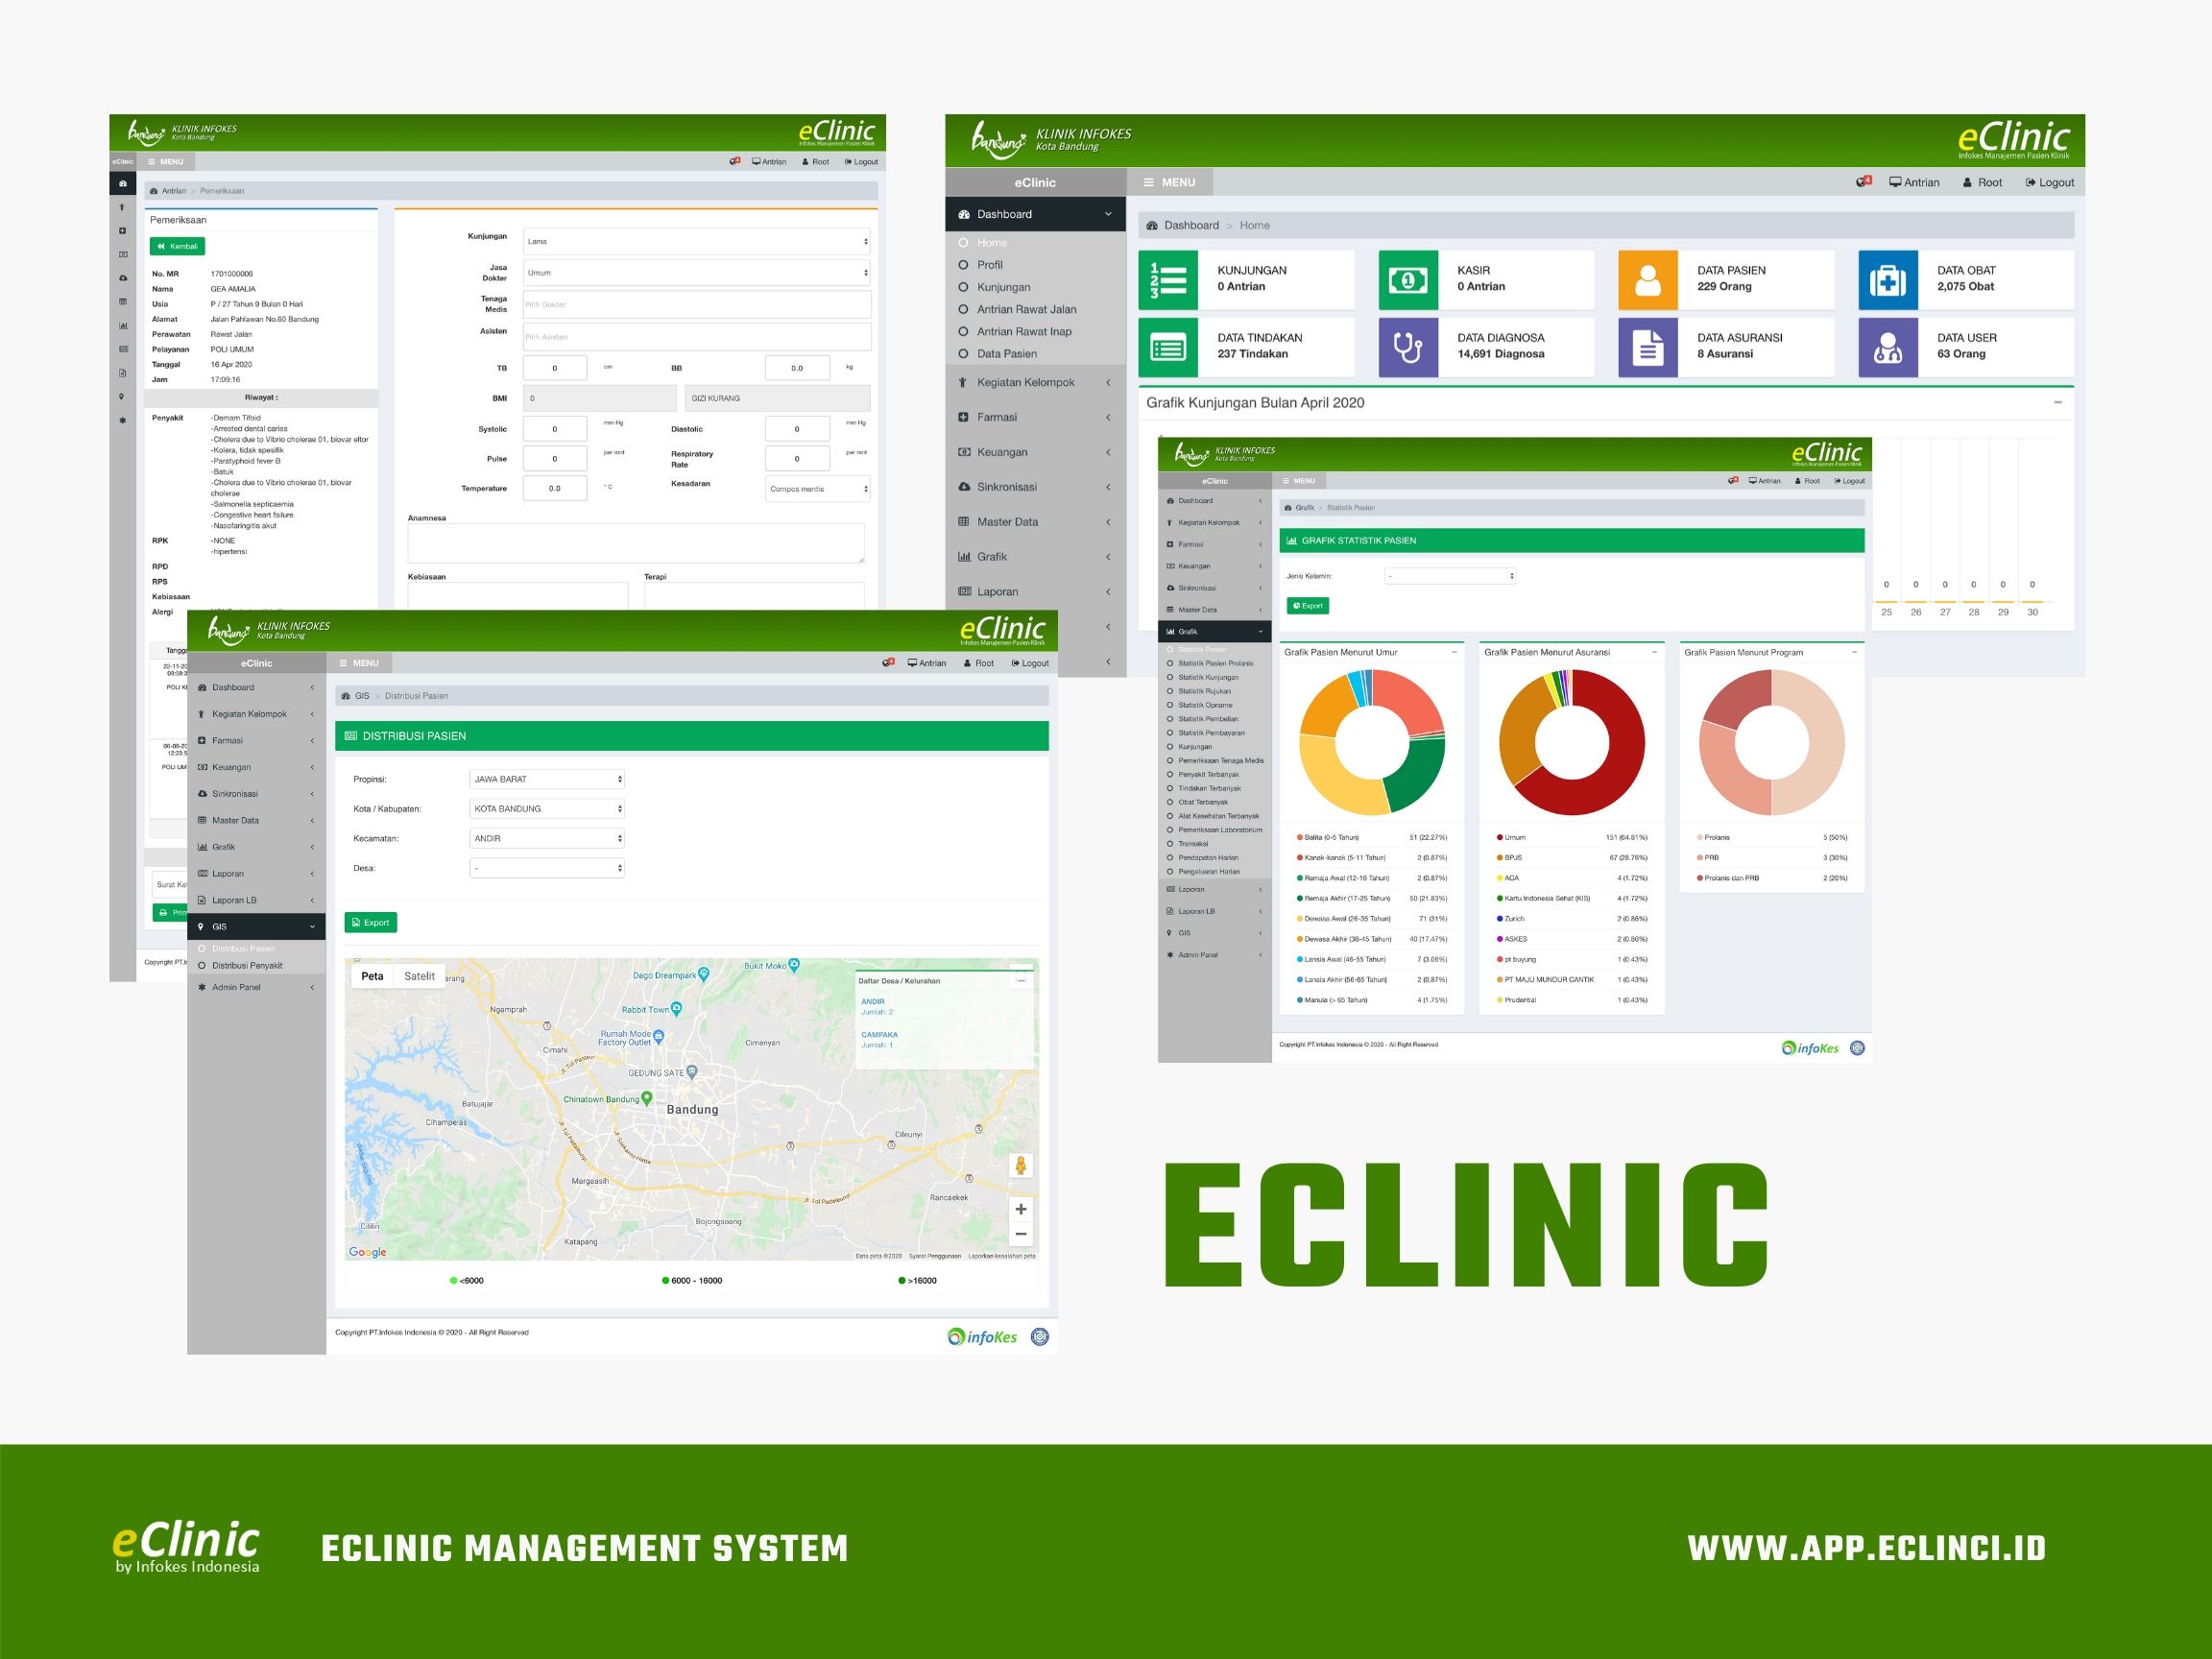 bandung
KLINIK INFOKES
Kota Bandung
eClinic
Infokes Manajemen Pasien Klinik
eClinic
MENU
Antrian
Root
Logout
Antrian > Pemeriksaan
Pemeriksaan
Kembali
No. MR 1701000006
Nama GEA AMALIA
Usia P / 27 Tahun 9 Bulan 0 Hari
Alamat Jalan Pahlawan No.60 Bandung
Perawatan Rawat Jalan
Pelayanan POLI UMUM
Tanggal 16 Apr 2020
Jam 17:09:16
Riwayat :
Penyakit -Demam Tifoid
-Arrested dental caries
-Cholera due to Vibrio cholerae 01, biovar eltor
-Kolera, tidak spesifik
-Paratyphoid fever B
-Batuk
-Cholera due to Vibrio cholerae 01, biovar
cholerae
-Salmonella septicaemia
-Congestive heart failure
-Nasofaringitis akut
RPK -NONE
-hipertensi
RPD
RPS
Kebiasaan
Alergi
Kunjungan Lama
Jasa Dokter Umum
Tenaga Medis Pilih Dokter
Asisten Pilih Asisten
TB 0 cm BB 0.0 kg
BMI 0 GIZI KURANG
Systolic 0 mm Hg Diastolic 0 mm Hg
Pulse 0 per mnt Respiratory Rate 0 per mnt
Temperature 0.0 ° C Kesadaran Compos mentis
Anamnesa
Kebiasaan Terapi
bandung
KLINIK INFOKES
Kota Bandung
eClinic
Infokes Manajemen Pasien Klinik
eClinic
MENU
4
Antrian
Root
Logout
Dashboard
Home
Profil
Kunjungan
Antrian Rawat Jalan
Antrian Rawat Inap
Data Pasien
Kegiatan Kelompok
Farmasi
Keuangan
Sinkronisasi
Master Data
Grafik
Laporan
Dashboard > Home
KUNJUNGAN
0 Antrian
KASIR
0 Antrian
DATA PASIEN
229 Orang
DATA OBAT
2,075 Obat
DATA TINDAKAN
237 Tindakan
DATA DIAGNOSA
14,691 Diagnosa
DATA ASURANSI
8 Asuransi
DATA USER
63 Orang
Grafik Kunjungan Bulan April 2020
0 0 0 0 0 0
25 26 27 28 29 30
bandung
KLINIK INFOKES
Kota Bandung
eClinic
Infokes Manajemen Pasien Klinik
eClinic
MENU
Antrian
Root
Logout
Dashboard
Kegiatan Kelompok
Farmasi
Keuangan
Sinkronisasi
Master Data
Grafik
Statistik Pasien
Statistik Pasien Prolanis
Statistik Kunjungan
Statistik Rujukan
Statistik Opname
Statistik Pembelian
Statistik Pembayaran
Kunjungan
Pemeriksaan Tenaga Medis
Penyakit Terbanyak
Tindakan Terbanyak
Obat Terbanyak
Alat Kesehatan Terbanyak
Pemeriksaan Laboratorium
Transaksi
Pendapatan Harian
Pengeluaran Harian
Laporan
Laporan LB
GIS
Admin Panel
Grafik > Statistik Pasien
GRAFIK STATISTIK PASIEN
Jenis Kelamin: -
Export
Grafik Pasien Menurut Umur
Balita (0-5 Tahun) 51 (22.27%)
Kanak-kanak (5-11 Tahun) 2 (0.87%)
Remaja Awal (12-16 Tahun) 2 (0.87%)
Remaja Akhir (17-25 Tahun) 50 (21.83%)
Dewasa Awal (26-35 Tahun) 71 (31%)
Dewasa Akhir (36-45 Tahun) 40 (17.47%)
Lansia Awal (46-55 Tahun) 7 (3.06%)
Lansia Akhir (56-65 Tahun) 2 (0.87%)
Manula (> 65 Tahun) 4 (1.75%)
Grafik Pasien Menurut Asuransi
Umum 151 (64.81%)
BPJS 67 (28.76%)
ACA 4 (1.72%)
Kartu Indonesia Sehat (KIS) 4 (1.72%)
Zurich 2 (0.86%)
ASKES 2 (0.86%)
pt buyung 1 (0.43%)
PT MAJU MUNDUR CANTIK 1 (0.43%)
Prudential 1 (0.43%)
Grafik Pasien Menurut Program
Prolanis 5 (50%)
PRB 3 (30%)
Prolanis dan PRB 2 (20%)
Copyright PT.Infokes Indonesia © 2020 - All Right Reserved
infoKes
Surat Ke
Prin
Copyright PT.I
bandung
KLINIK INFOKES
Kota Bandung
eClinic
Infokes Manajemen Pasien Klinik
eClinic
MENU
Antrian
Root
Logout
Dashboard
Kegiatan Kelompok
Farmasi
Keuangan
Sinkronisasi
Master Data
Grafik
Laporan
Laporan LB
GIS
Distribusi Pasien
Distribusi Penyakit
Admin Panel
GIS > Distribusi Pasien
DISTRIBUSI PASIEN
Propinsi: JAWA BARAT
Kota / Kabupaten: KOTA BANDUNG
Kecamatan: ANDIR
Desa: -
Export
Peta Satelit
Daftar Desa / Kelurahan
ANDIR
Jumlah: 2
CAMPAKA
Jumlah: 1
Dago Dreampark
Bukit Moko
Ngamprah
Rabbit Town
Rumah Mode
Factory Outlet
Cimahi
Cimenyan
Jl. Tol Pasteur
GEDUNG SATE
Chinatown Bandung
Bandung
Batujajar
Cihampelas
Cileunyi
Jl. Tol Padaleunyi
Jl. Soekarno-Hatta
Margaasih
Jl. Tol Padaleunyi
Rancaekek
Bojongsoang
Cililin
Katapang
Google
Data peta ©2020 Syarat Penggunaan Laporkan kesalahan peta
<6000
6000 - 16000
>16000
Copyright PT.Infokes Indonesia © 2020 - All Right Reserved
infoKes
ECLINIC
eClinic
by Infokes Indonesia
ECLINIC MANAGEMENT SYSTEM
WWW.APP.ECLINCI.ID